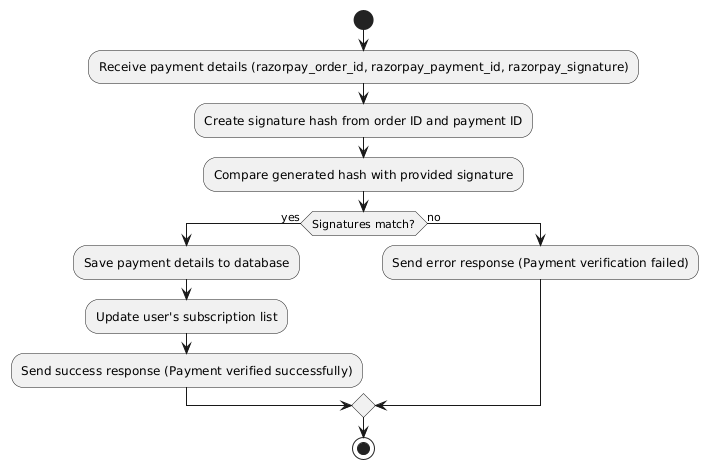 Receive payment details (razorpay_order_id, razorpay_payment_id, razorpay_signature)
Create signature hash from order ID and payment ID
Compare generated hash with provided signature
Signatures match?
yes
no
Save payment details to database
Send error response (Payment verification failed)
Update user's subscription list
Send success response (Payment verified successfully)